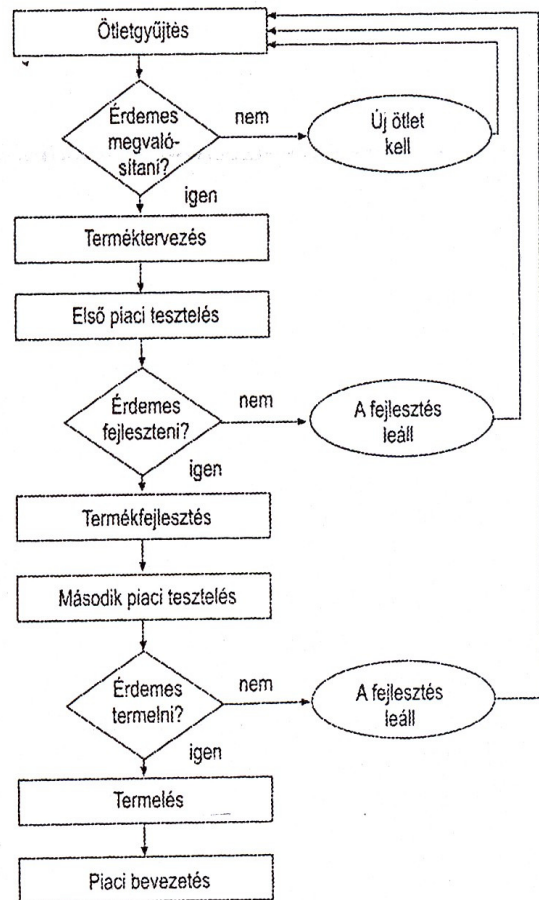 Ötletgyűjtés
Érdemes
megvaló-
sítani?
nem
Új ötlet
kell
igen
Terméktervezés
Első piaci tesztelés
Érdemes
fejleszteni?
nem
A fejlesztés
leáll
igen
Termékfejlesztés
Második piaci tesztelés
Érdemes
termelni?
nem
A fejlesztés
leáll
igen
Termelés
Piaci bevezetés